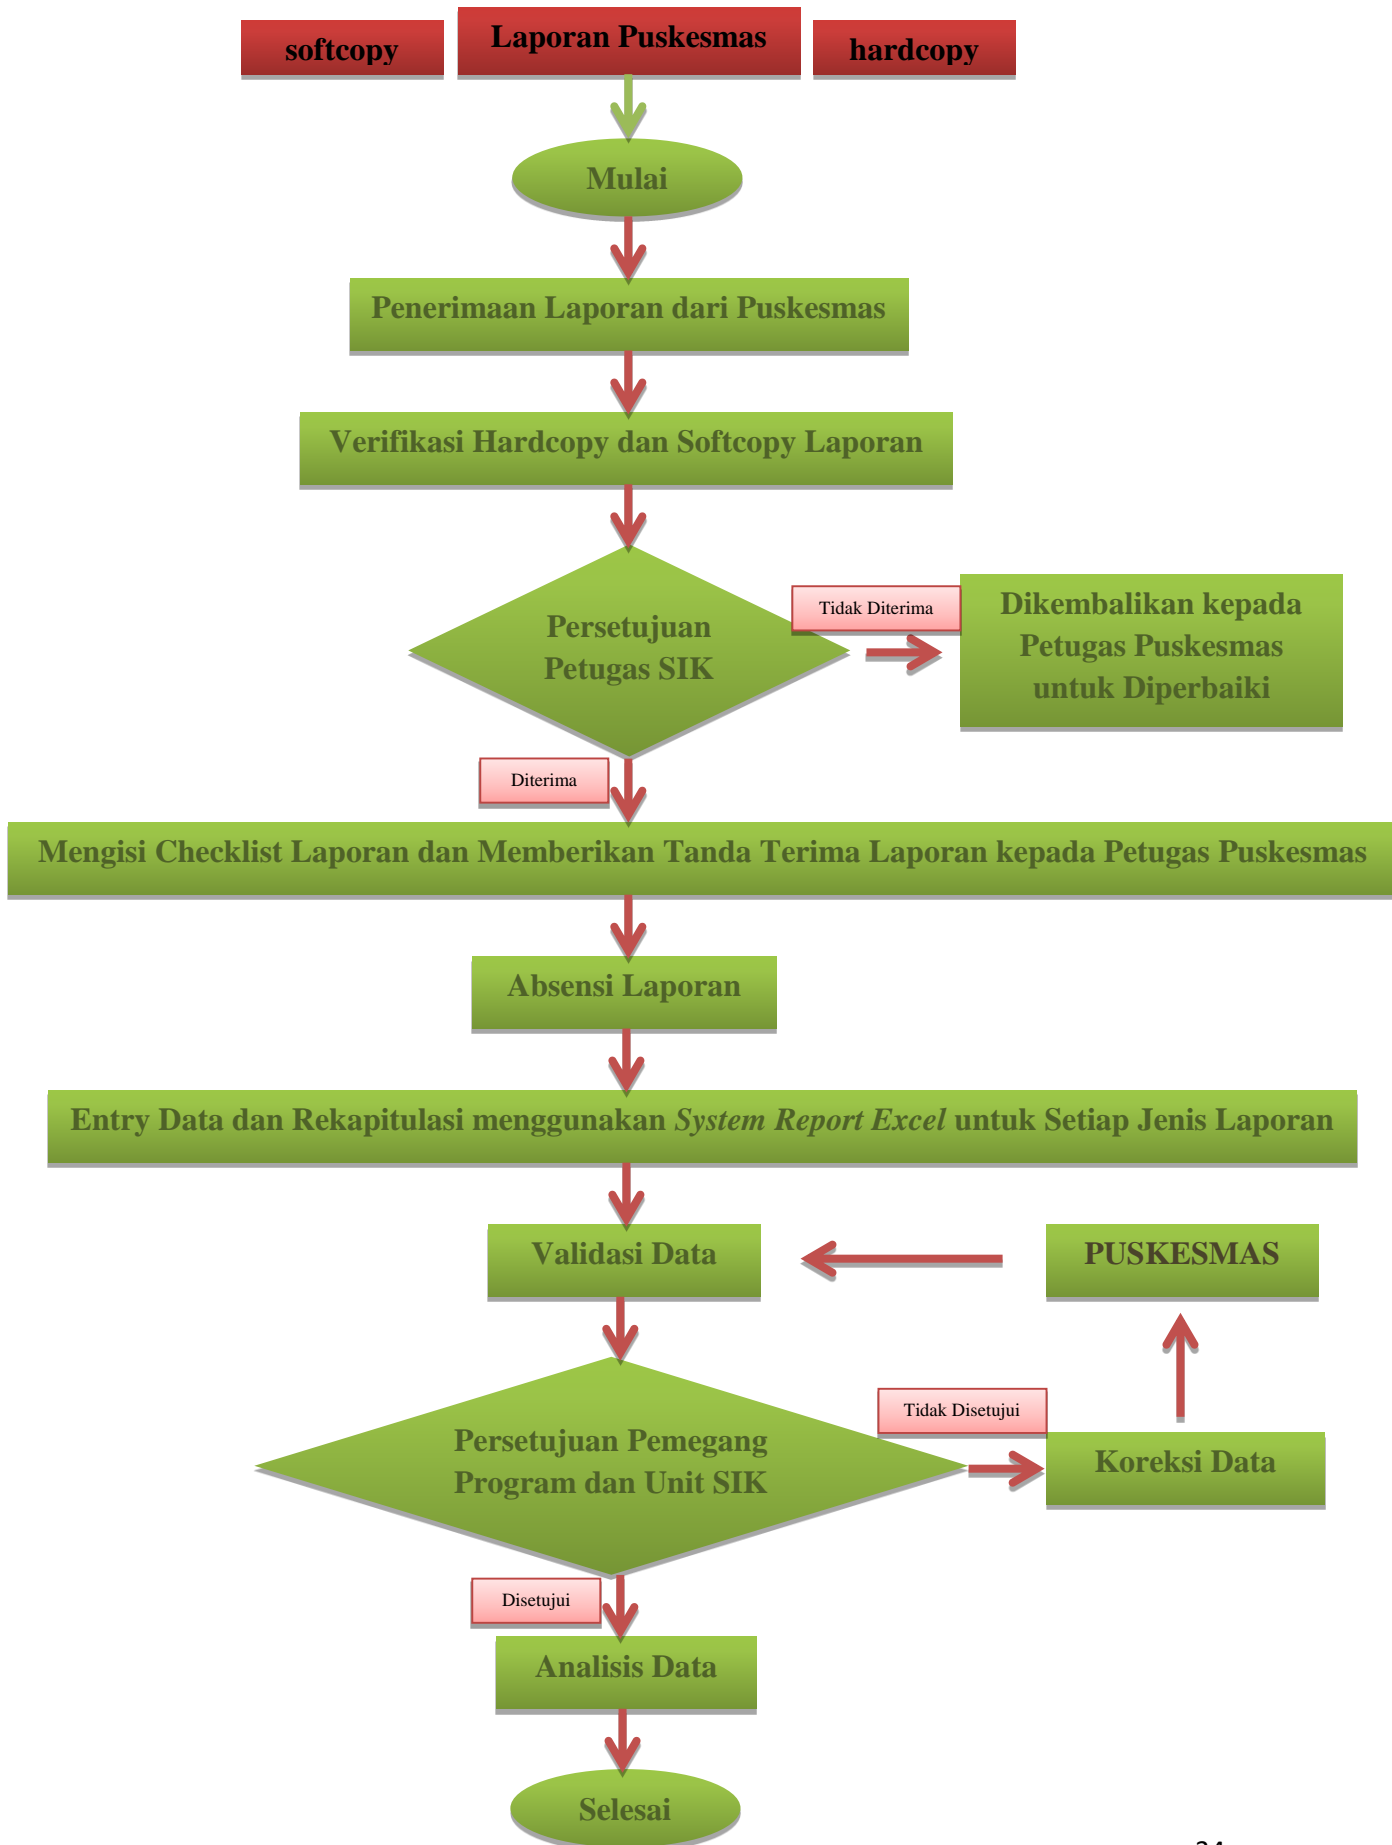 softcopy
Laporan Puskesmas
hardcopy
Mulai
Penerimaan Laporan dari Puskesmas
Verifikasi Hardcopy dan Softcopy Laporan
Persetujuan
Petugas SIK
Tidak Diterima
Dikembalikan kepada
Petugas Puskesmas
untuk Diperbaiki
Diterima
Mengisi Checklist Laporan dan Memberikan Tanda Terima Laporan kepada Petugas Puskesmas
Absensi Laporan
Entry Data dan Rekapitulasi menggunakan System Report Excel untuk Setiap Jenis Laporan
Validasi Data
PUSKESMAS
Persetujuan Pemegang
Program dan Unit SIK
Tidak Disetujui
Koreksi Data
Disetujui
Analisis Data
Selesai